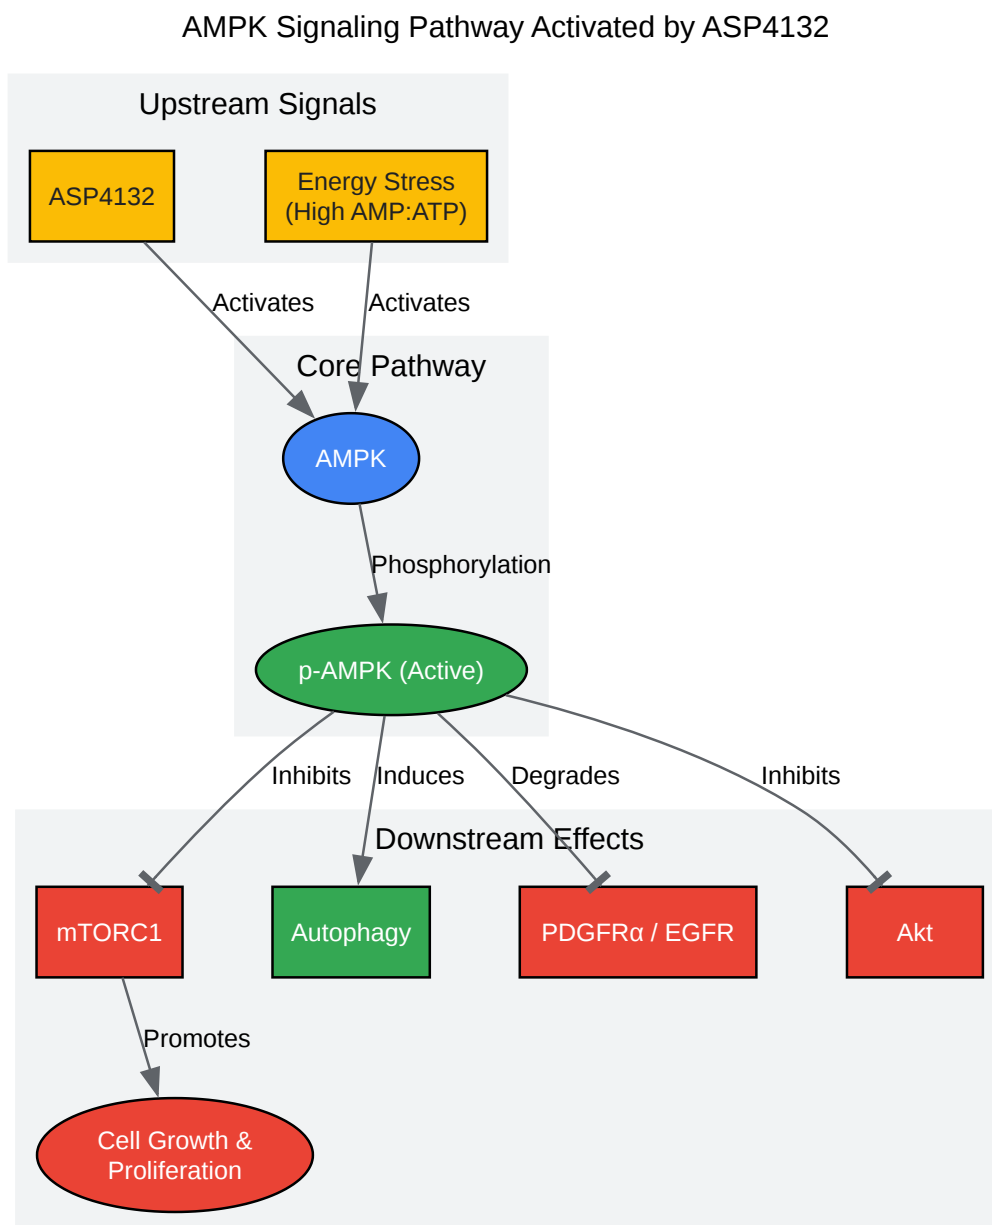 AMPK Signaling Pathway Activated by ASP4132
Upstream Signals
ASP4132
Energy Stress
(High AMP:ATP)
Activates
Activates
Core Pathway
AMPK
Phosphorylation
p-AMPK (Active)
Inhibits
Induces
Degrades
Inhibits
Downstream Effects
mTORC1
Autophagy
PDGFRα / EGFR
Akt
Promotes
Cell Growth &
Proliferation